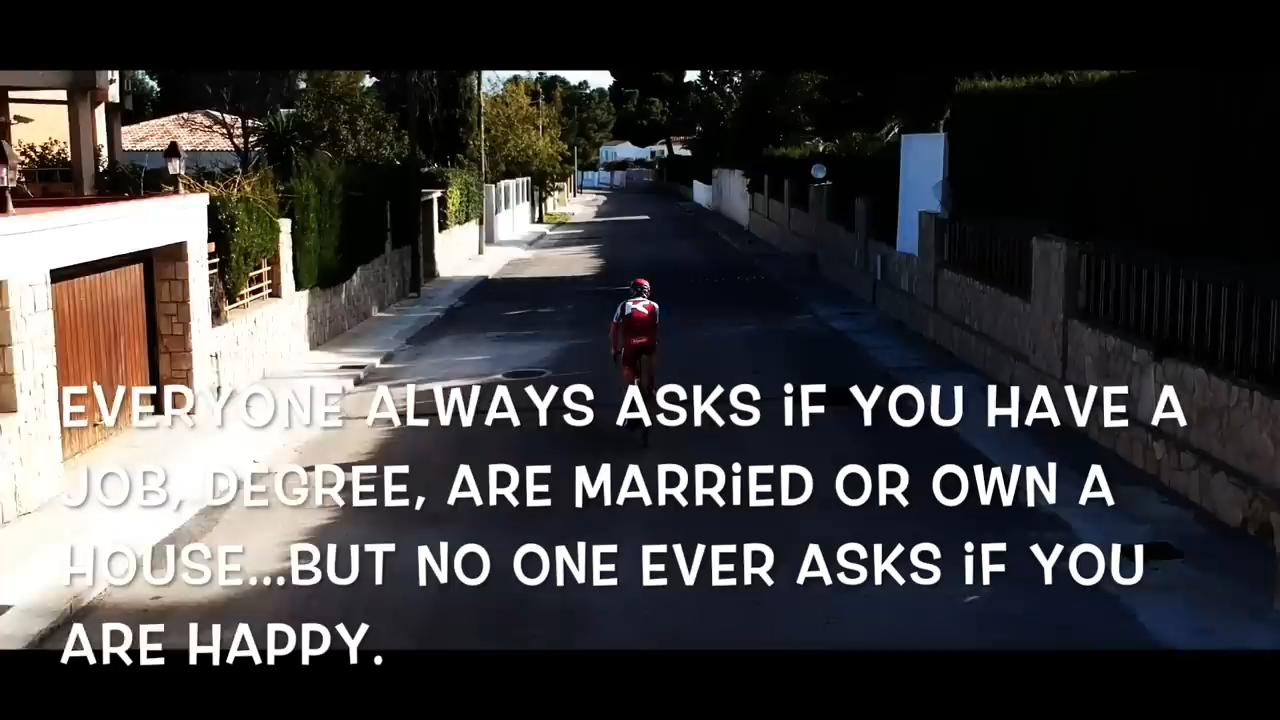 K
EVERYONE ALWAYS ASKS iF YOU HAVE A
JOB, DEGREE, ARE MARRiED OR OWN A
HOUSE...BUT NO ONE EVER ASKS iF YOU
ARE HAPPY.